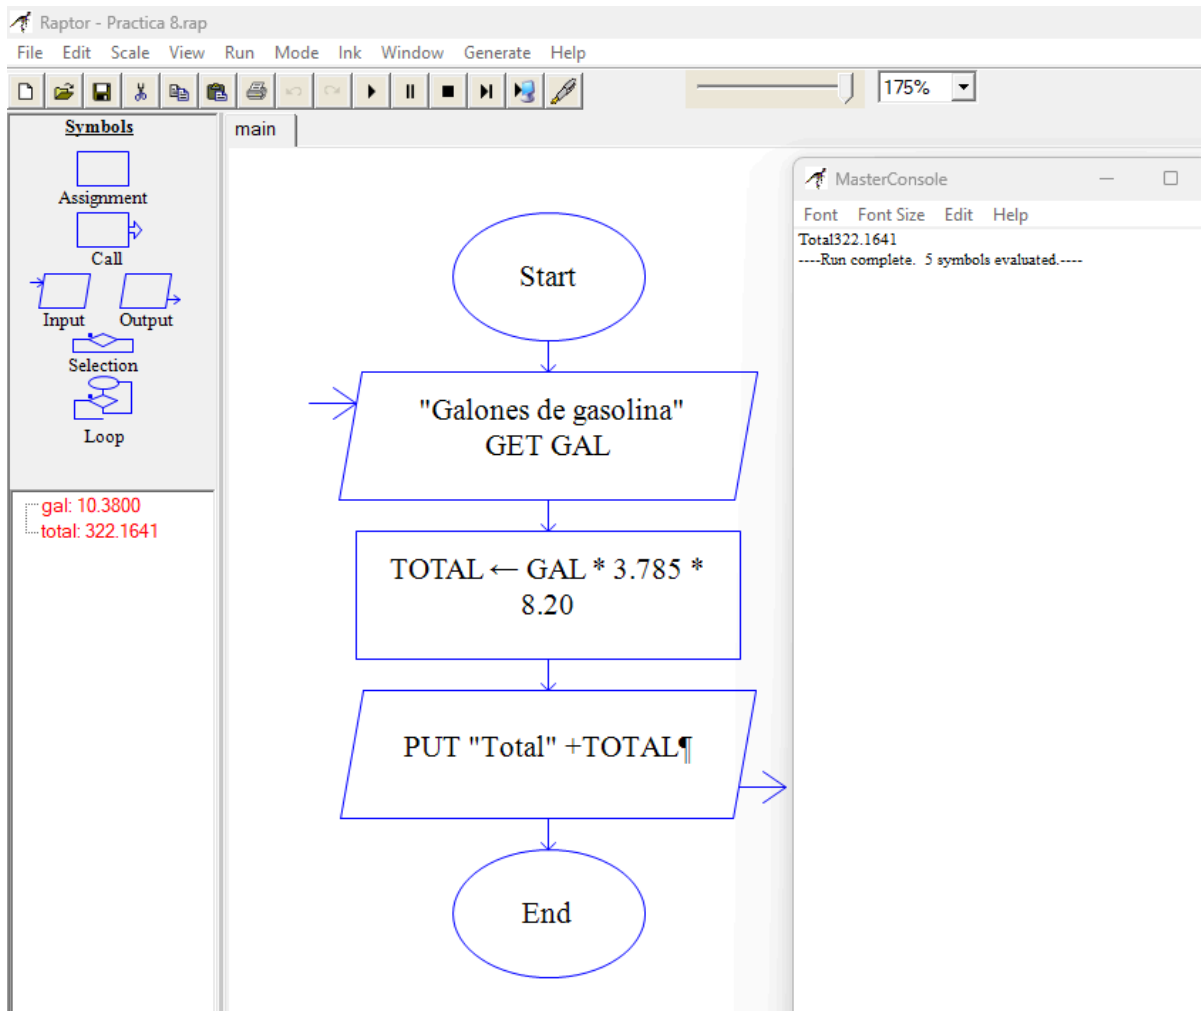 Raptor - Practica 8.rap
File Edit Scale View Run Mode Ink Window Generate Help
175%
Symbols
Assignment
Call
Input Output
Selection
Loop
gal: 10.3800
total: 322.1641
main
Start
"Galones de gasolina"
GET GAL
TOTAL ← GAL * 3.785 *
8.20
PUT "Total" +TOTAL¶
End
MasterConsole
Font Font Size Edit Help
Total322.1641
----Run complete. 5 symbols evaluated.----